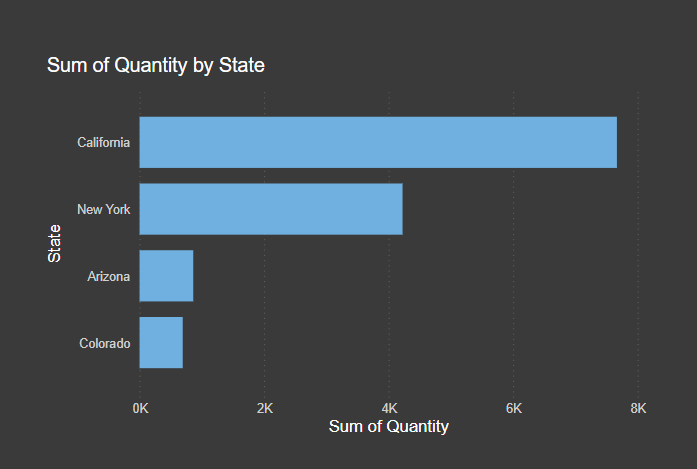 Sum of Quantity by State
State
California
New York
Arizona
Colorado
0K 2K 4K 6K 8K
Sum of Quantity